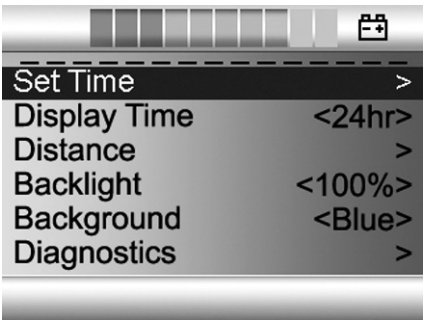 Set Time >
Display Time <24hr>
Distance >
Backlight <100%>
Background <Blue>
Diagnostics >